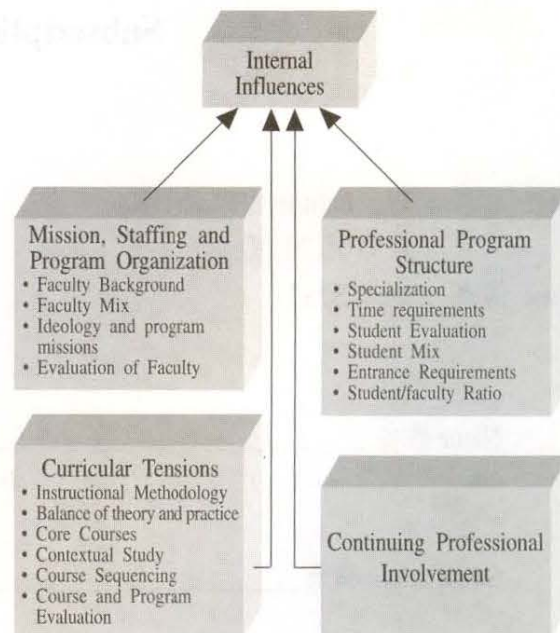 Internal
Influences
Mission, Staffing and
Program Organization
• Faculty Background
• Faculty Mix
• Ideology and program
missions
• Evaluation of Faculty
Professional Program
Structure
• Specialization
• Time requirements
• Student Evaluation
• Student Mix
• Entrance Requirements
• Student/faculty Ratio
Curricular Tensions
• Instructional Methodology
• Balance of theory and practice
• Core Courses
• Contextual Study
• Course Sequencing
• Course and Program
Evaluation
Continuing Professional
Involvement